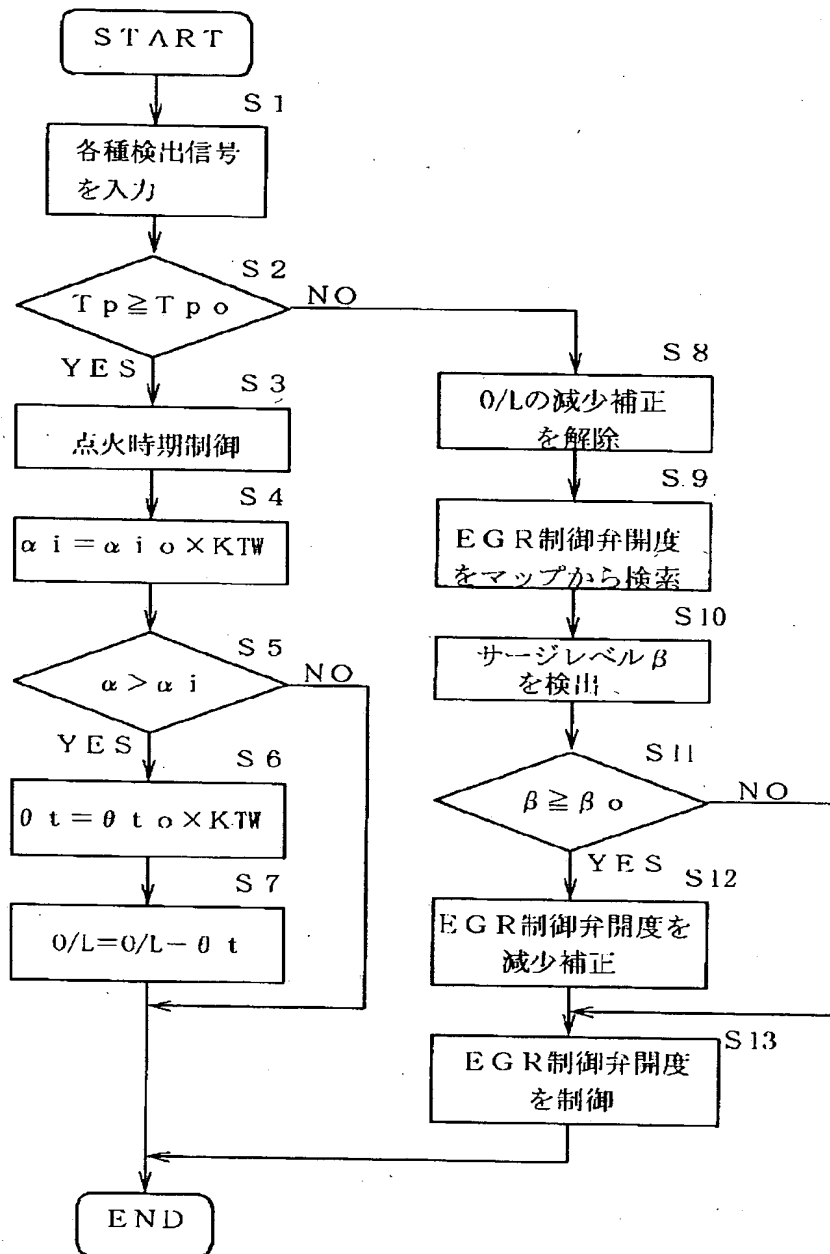 START
S1
各種検出信号
を入力
S2
Tp≧Tpo
NO
YES
S3
点火時期制御
S4
αi=αio×KTW
S5
α>αi
NO
YES
S6
θt=θto×KTW
S7
O/L=O/L-θt
S8
O/Lの減少補正
を解除
S9
EGR制御弁開度
をマップから検索
S10
サージレベルβ
を検出
S11
β≧βo
NO
YES
S12
EGR制御弁開度を
減少補正
S13
EGR制御弁開度
を制御
END